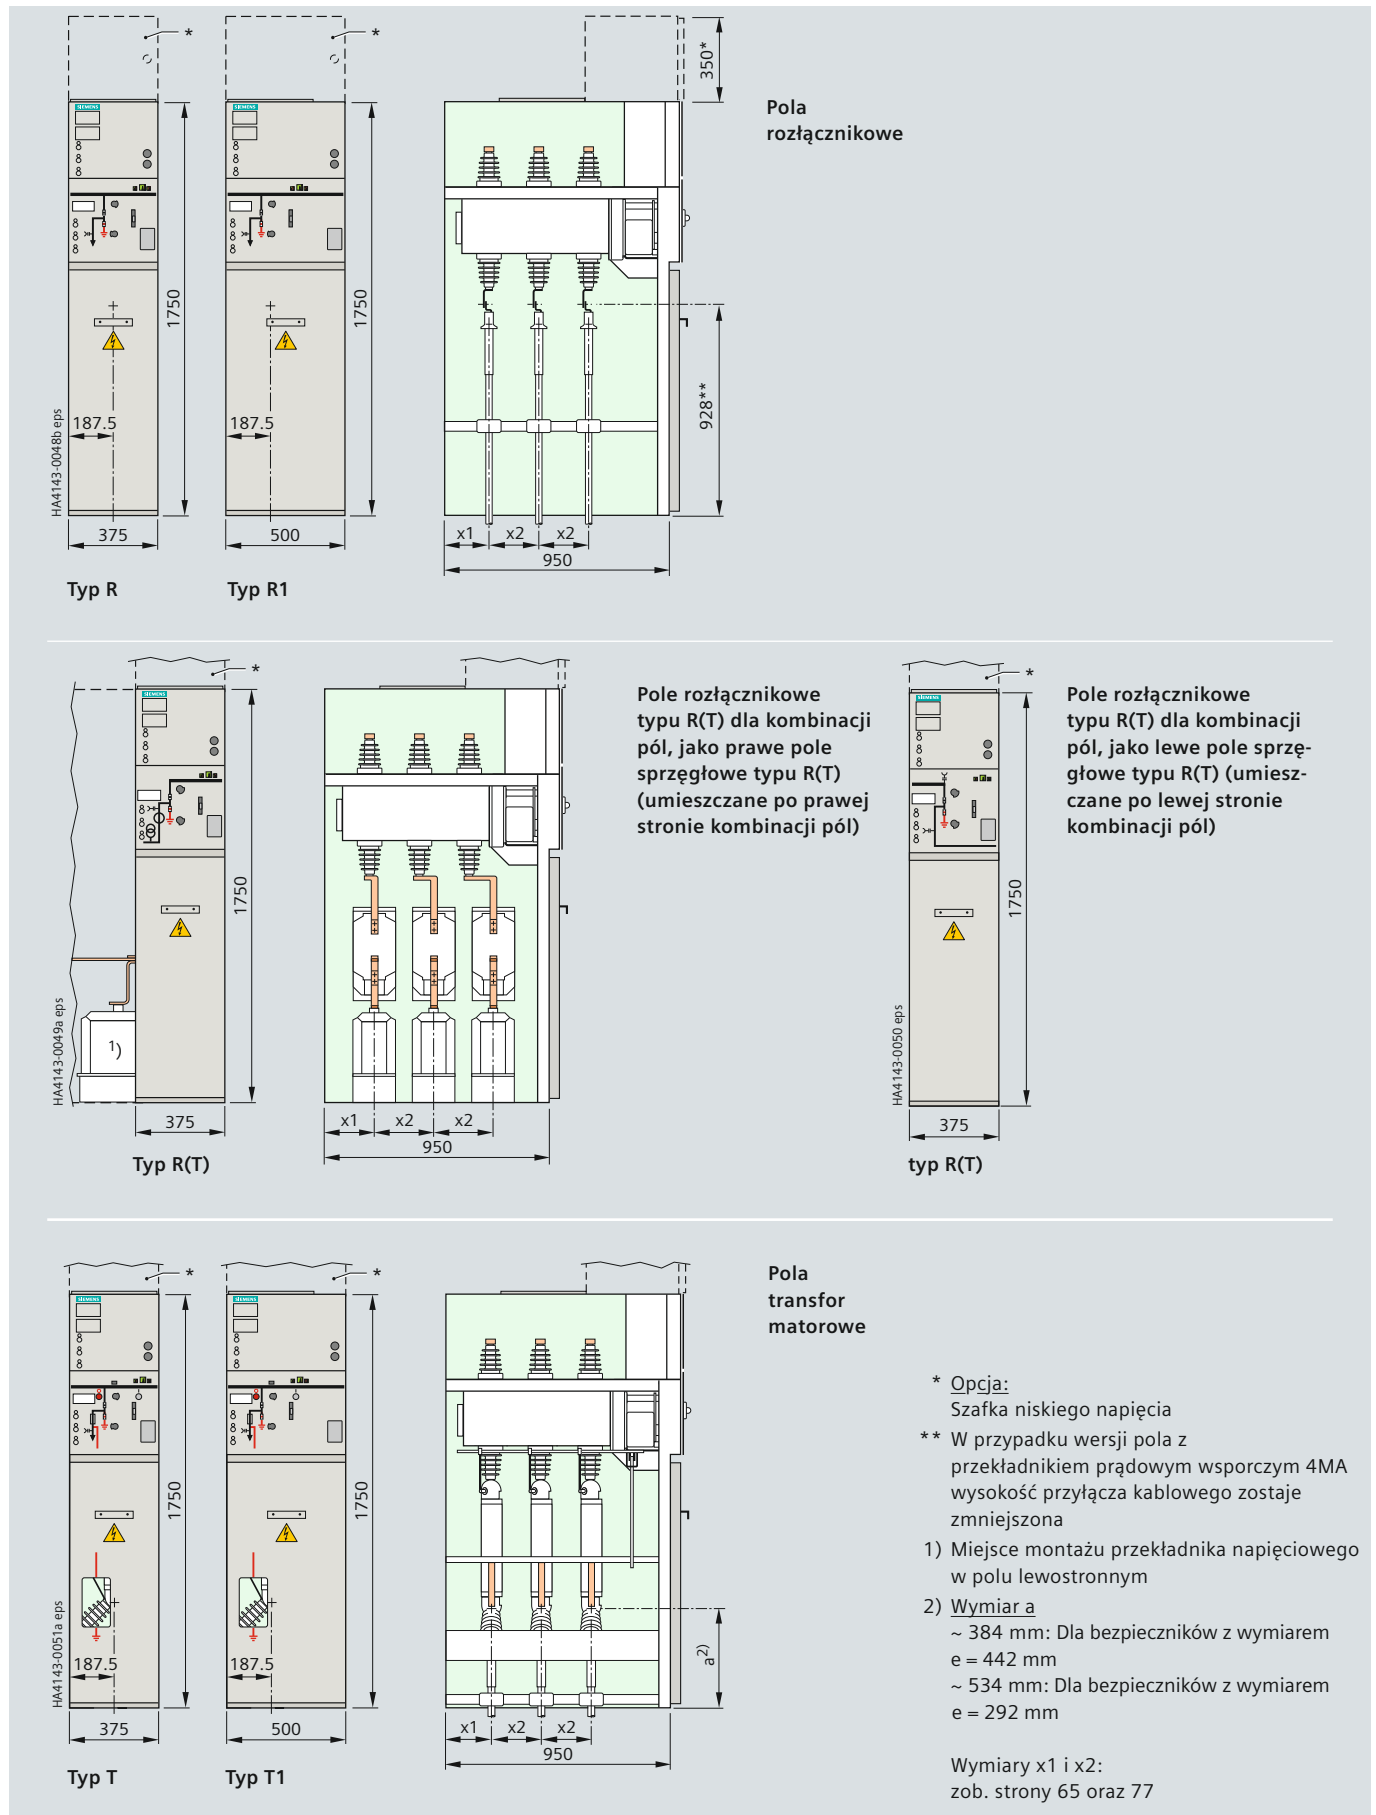 *
*
350*
SIEMENS
SIEMENS
Pola
rozłącznikowe
1750
1750
928**
187.5
187.5
HA4143-0048b eps
375
500
x1
x2
x2
950
Typ R
Typ R1
*
*
SIEMENS
SIEMENS
Pole rozłącznikowe
typu R(T) dla kombinacji
pól, jako prawe pole
sprzęgłowe typu R(T)
(umieszczane po prawej
stronie kombinacji pól)
Pole rozłącznikowe
typu R(T) dla kombinacji
pól, jako lewe pole sprzę-
głowe typu R(T) (umiesz-
czane po lewej stronie
kombinacji pól)
1750
1750
1)
HA4143-0049a eps
HA4143-0050 eps
375
x1
x2
x2
950
375
Typ R(T)
typ R(T)
*
*
SIEMENS
SIEMENS
Pola
transfor
matorowe
1750
1750
187.5
187.5
a2)
HA4143-0051a eps
375
500
x1
x2
x2
950
Typ T
Typ T1
* Opcja:
Szafka niskiego napięcia
** W przypadku wersji pola z
przekładnikiem prądowym wsporczym 4MA
wysokość przyłącza kablowego zostaje
zmniejszona
1) Miejsce montażu przekładnika napięciowego
w polu lewostronnym
2) Wymiar a
~ 384 mm: Dla bezpieczników z wymiarem
e = 442 mm
~ 534 mm: Dla bezpieczników z wymiarem
e = 292 mm
Wymiary x1 i x2:
zob. strony 65 oraz 77